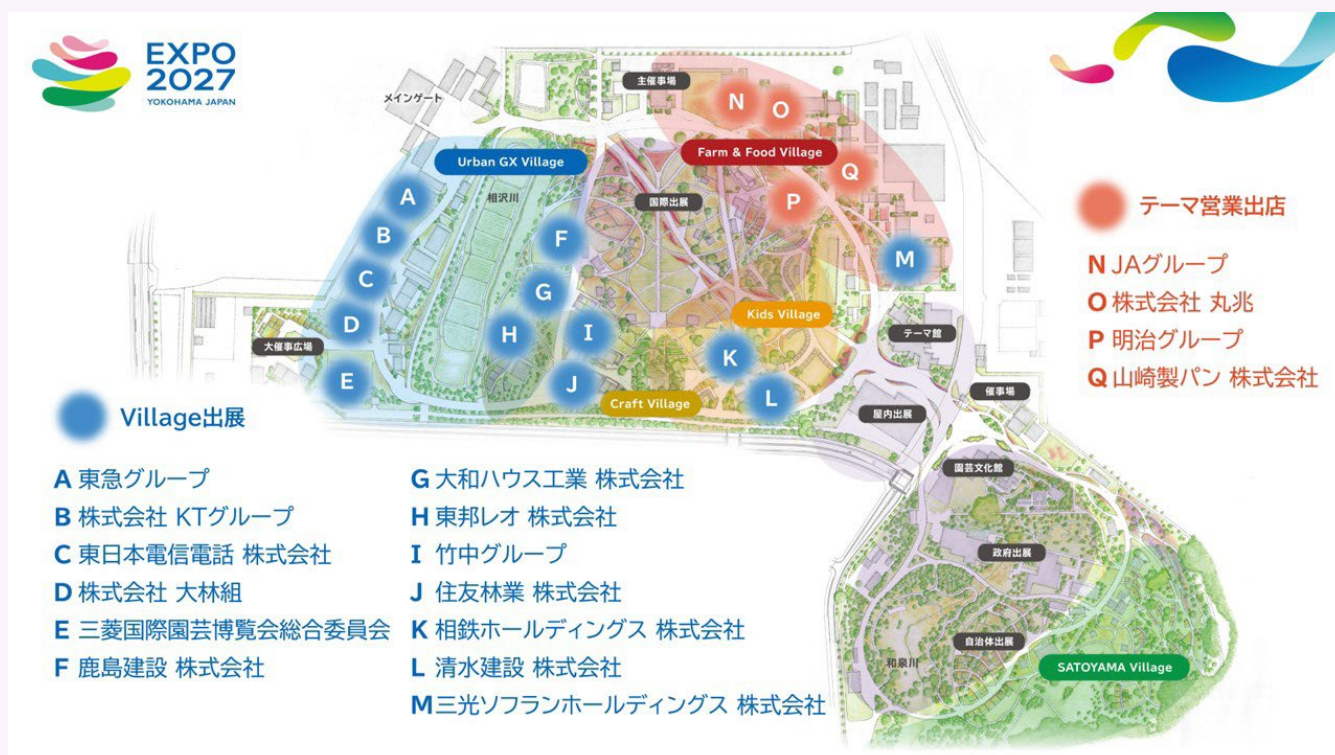 EXPO
2027
YOKOHAMA JAPAN
メインゲート
主催事場
N
O
Urban GX Village
Farm & Food Village
Q
A
相沢川
国際出展
P
B
F
M
C
G
Kids Village
D
H
I
テーマ館
大催事広場
K
E
J
L
催事場
Craft Village
屋内出展
園芸文化館
政府出展
自治体出展
和泉川
SATOYAMA Village
テーマ営業出店
N JAグループ
O 株式会社 丸兆
P 明治グループ
Q 山崎製パン 株式会社
Village出展
A 東急グループ
B 株式会社 KTグループ
C 東日本電信電話 株式会社
D 株式会社 大林組
E 三菱国際園芸博覧会総合委員会
F 鹿島建設 株式会社
G 大和ハウス工業 株式会社
H 東邦レオ 株式会社
I 竹中グループ
J 住友林業 株式会社
K 相鉄ホールディングス 株式会社
L 清水建設 株式会社
M 三光ソフランホールディングス 株式会社